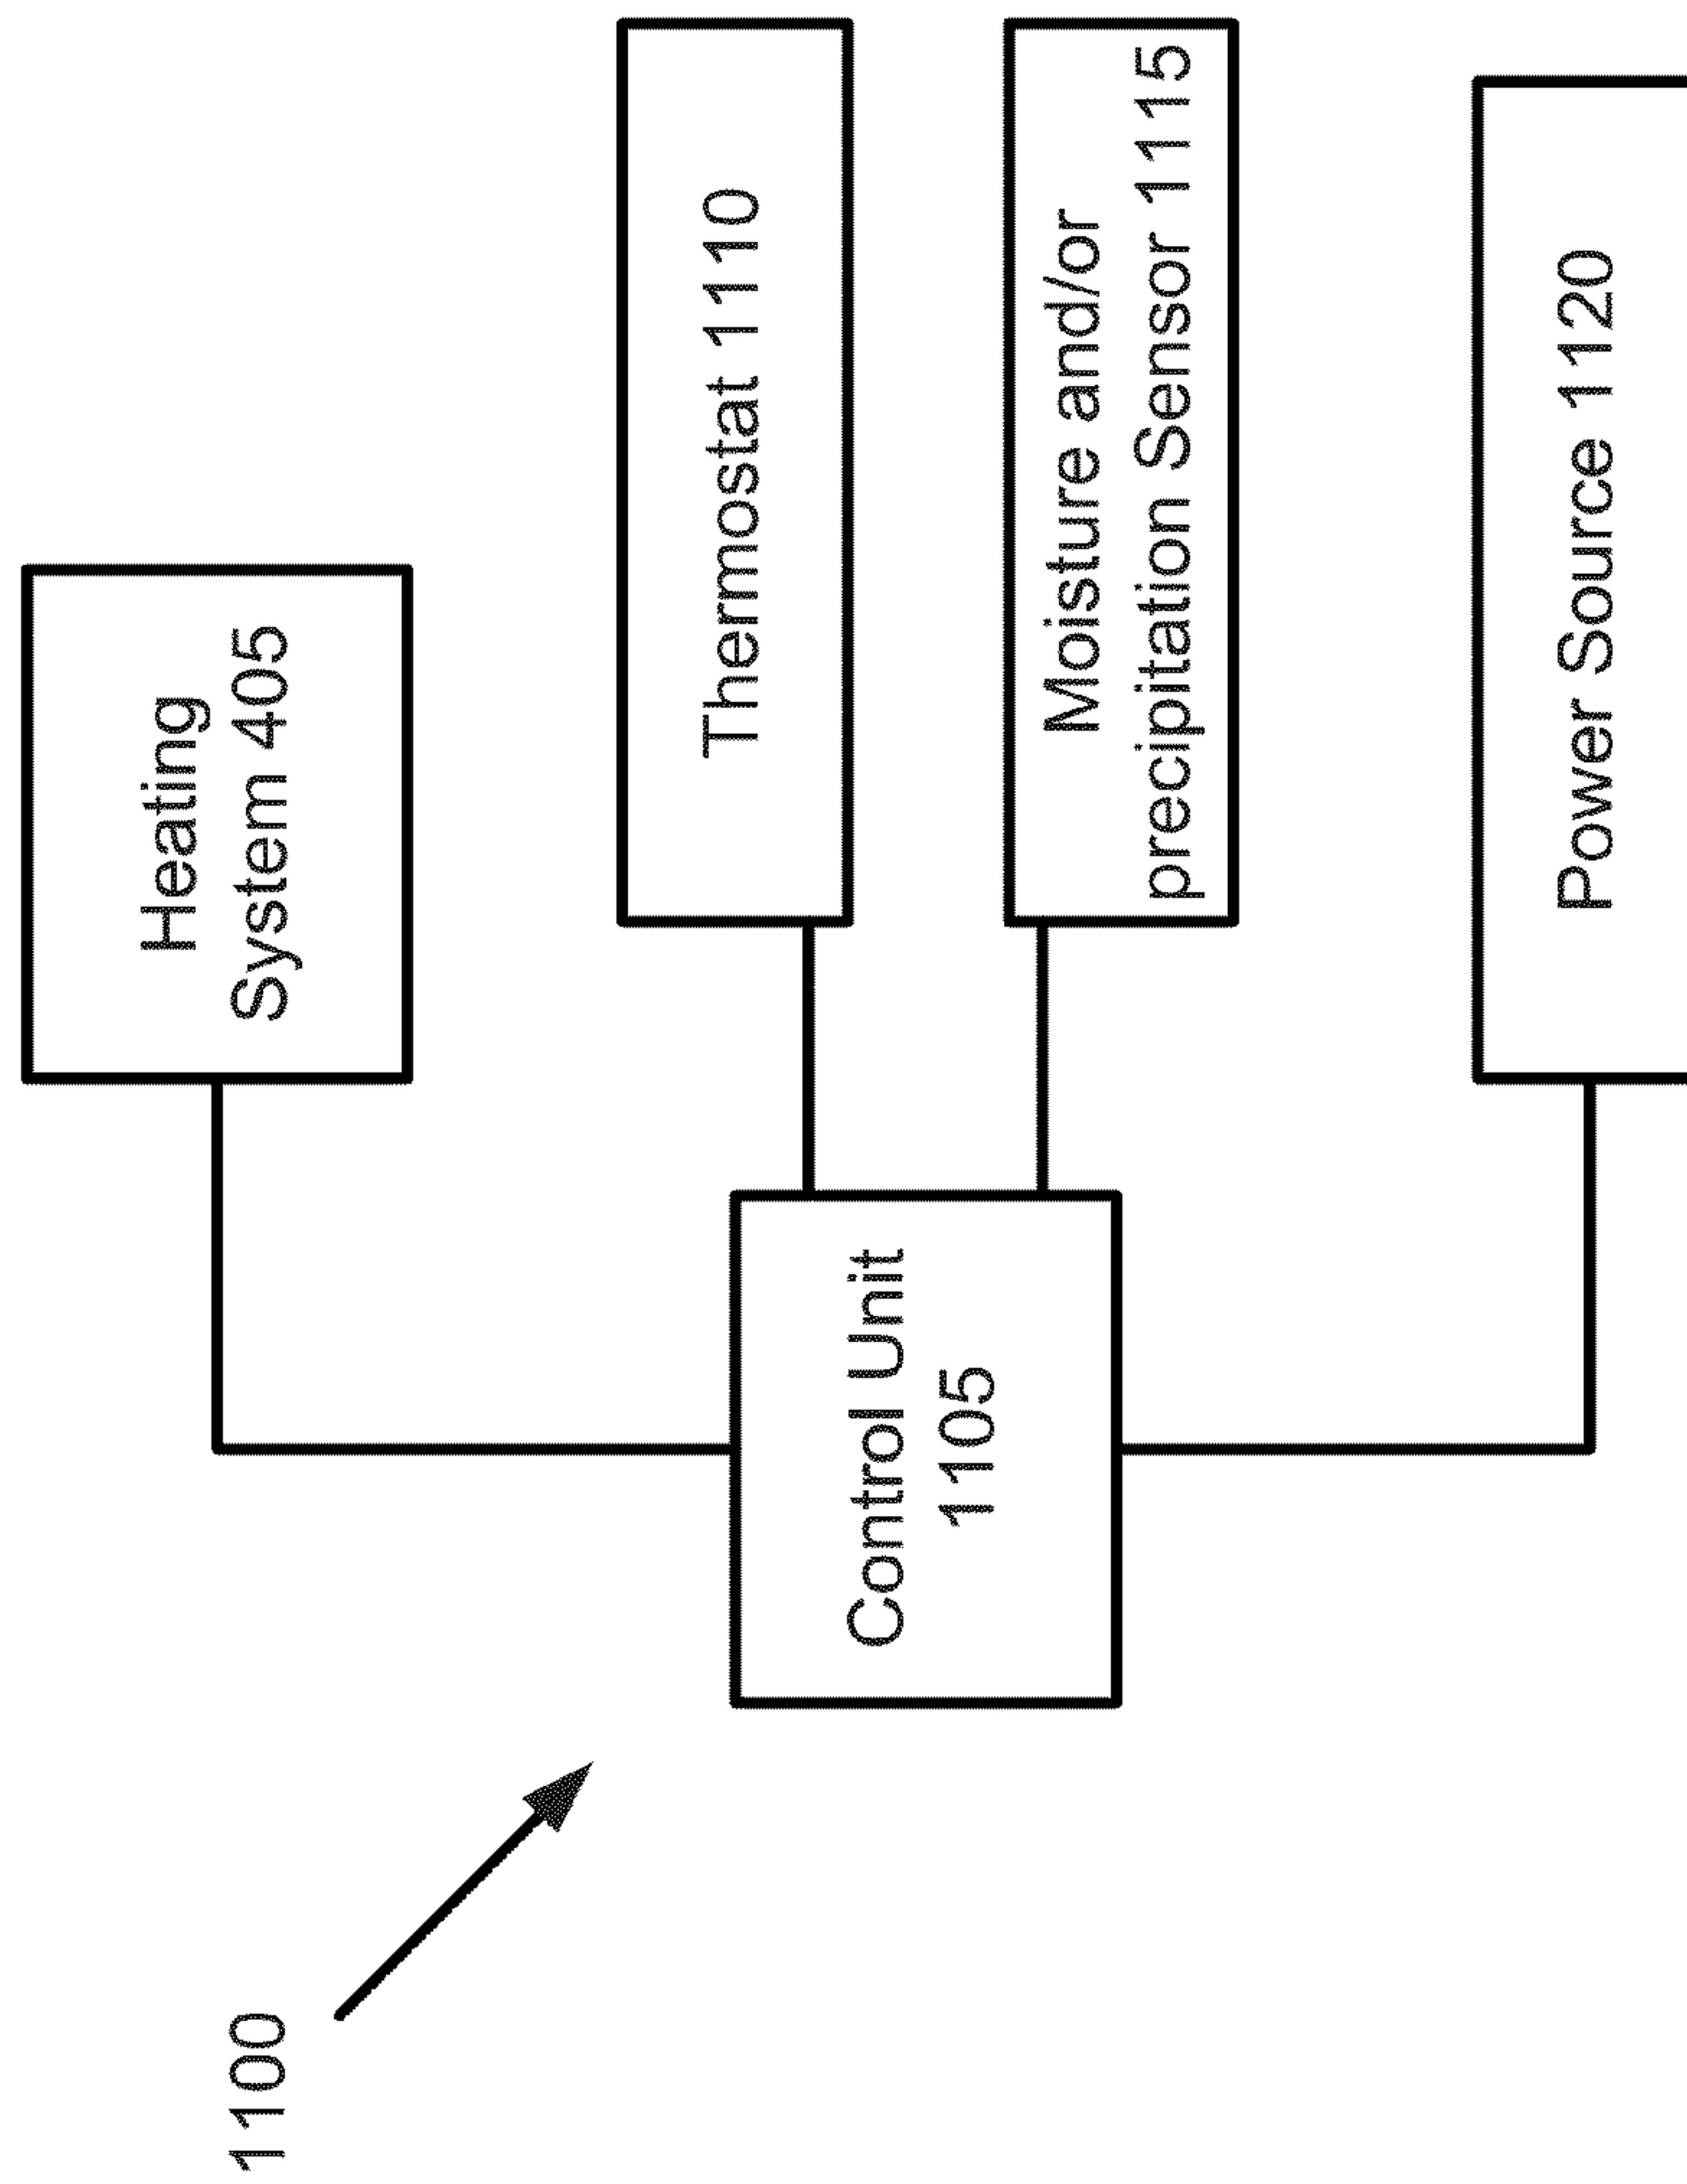 1100
Heating
System 405
Control Unit
1105
Thermostat 1110
Moisture and/or
precipitation Sensor 1115
Power Source 1120